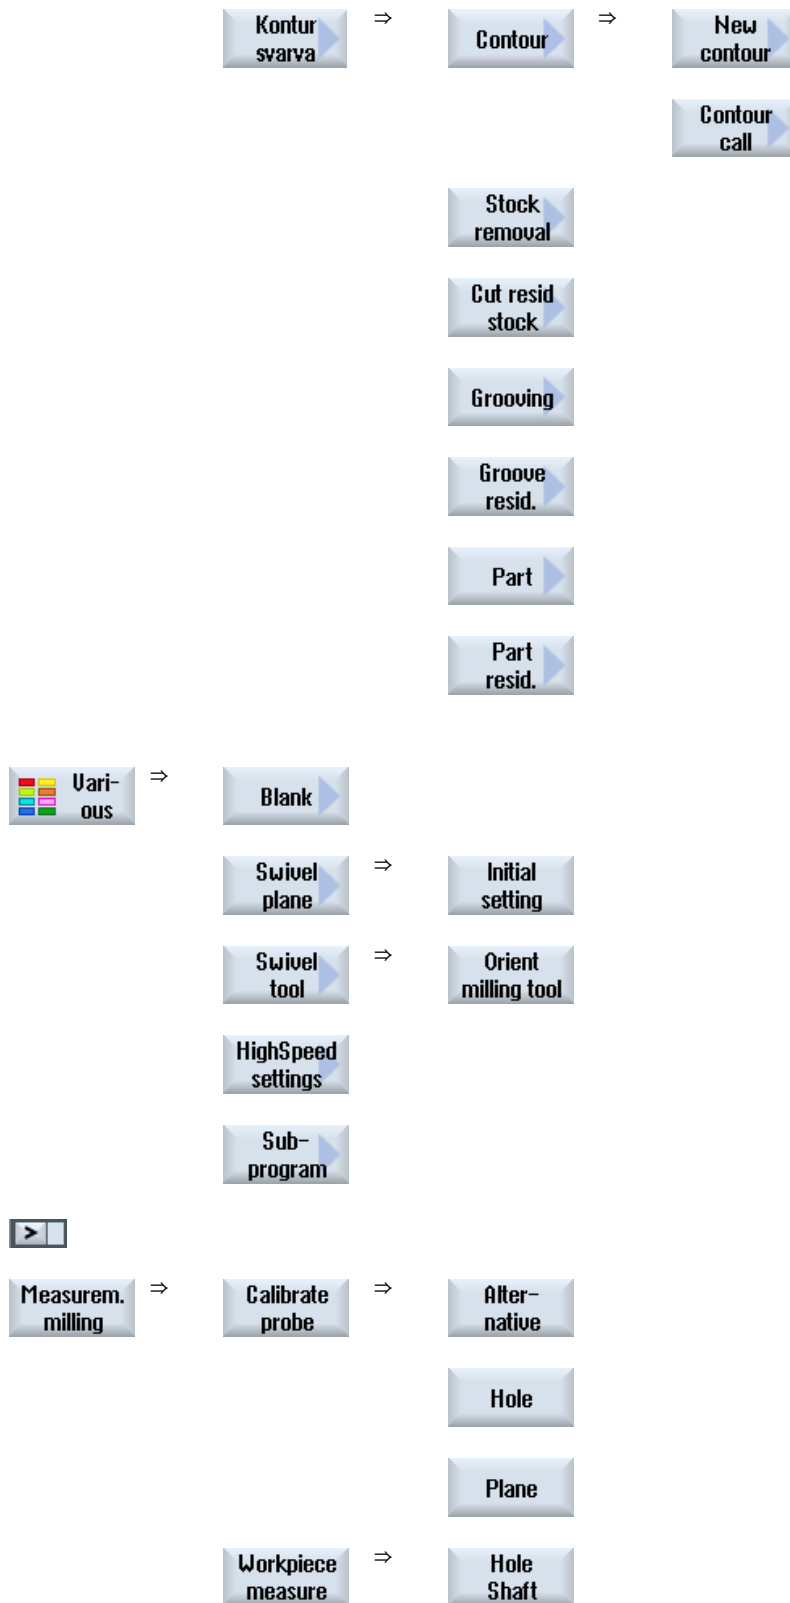 Kontur
svarva
⇒
Contour
⇒
New
contour
Contour
call
Stock
removal
Cut resid
stock
Grooving
Groove
resid.
Part
Part
resid.
Vari-
ous
⇒
Blank
Swivel
plane
⇒
Initial
setting
Swivel
tool
⇒
Orient
milling tool
HighSpeed
settings
Sub-
program
>
Measurem.
milling
⇒
Calibrate
probe
⇒
Alter-
native
Hole
Plane
Workpiece
measure
⇒
Hole
Shaft